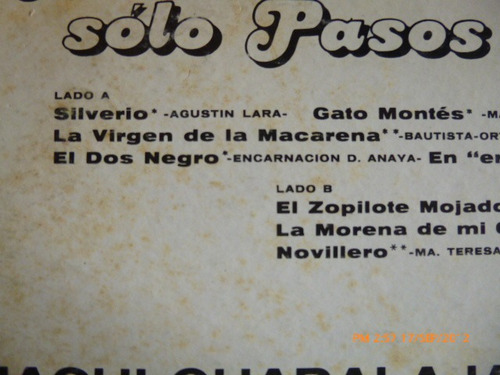 sólo Pasos
LADO A
Silverio* -AGUSTIN LARA- Gato Montés*
La Virgen de la Macarena** -BAUTISTA-
El Dos Negro* -ENCARNACION D. ANAYA- En
LADO B
El Zopilote Mojado
La Morena de mi
Novillero** -MA. TERESA